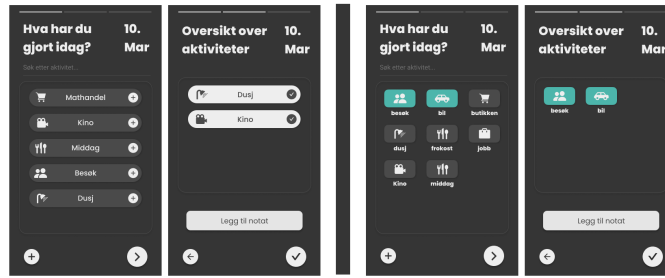 Hva har du
gjort idag?
10.
Mar
Søk etter aktivitet...
Mathandel
Kino
Middag
Besøk
Dusj
Oversikt over
aktiviteter
10.
Mar
Dusj
Kino
Legg til notat
Hva har du
gjort idag?
10.
Mar
Søk etter aktivitet...
besøk
bil
butikken
dusj
frokost
jobb
Kino
middag
Oversikt over
aktiviteter
10.
Mar
besøk
bil
Legg til notat